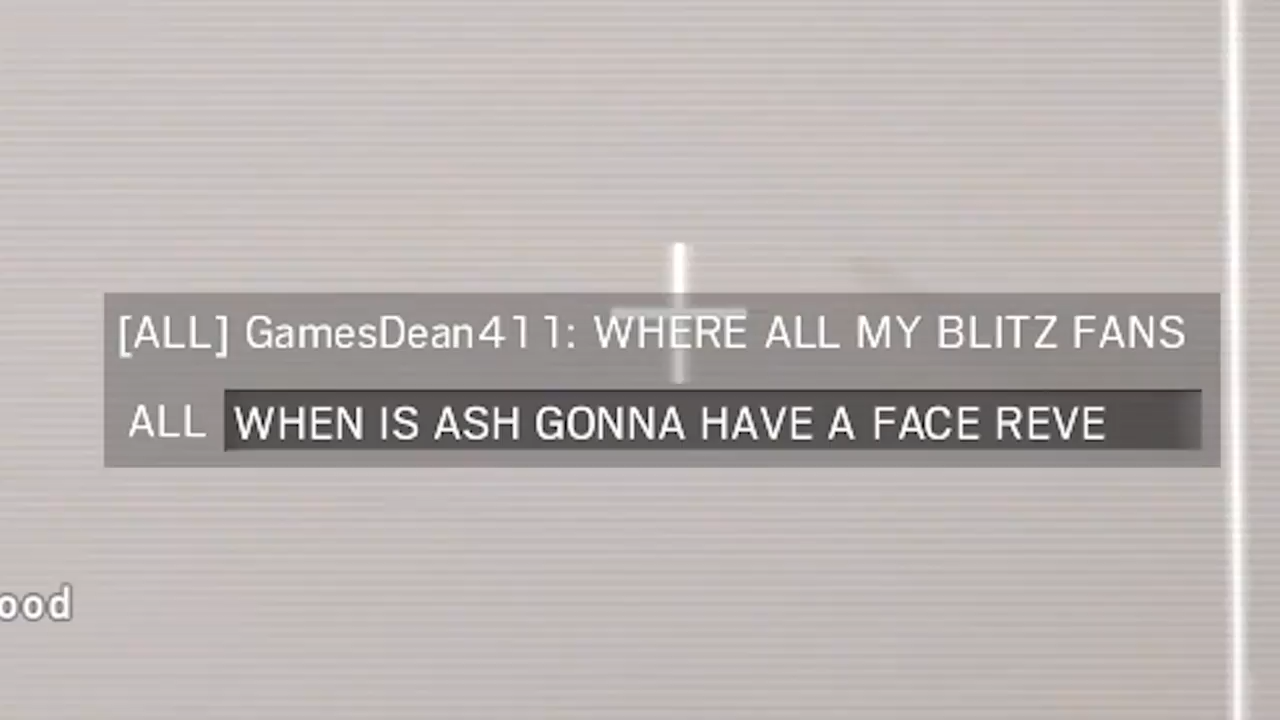 [ALL] GamesDean411: WHERE ALL MY BLITZ FANS
ALL WHEN IS ASH GONNA HAVE A FACE REVE
ood